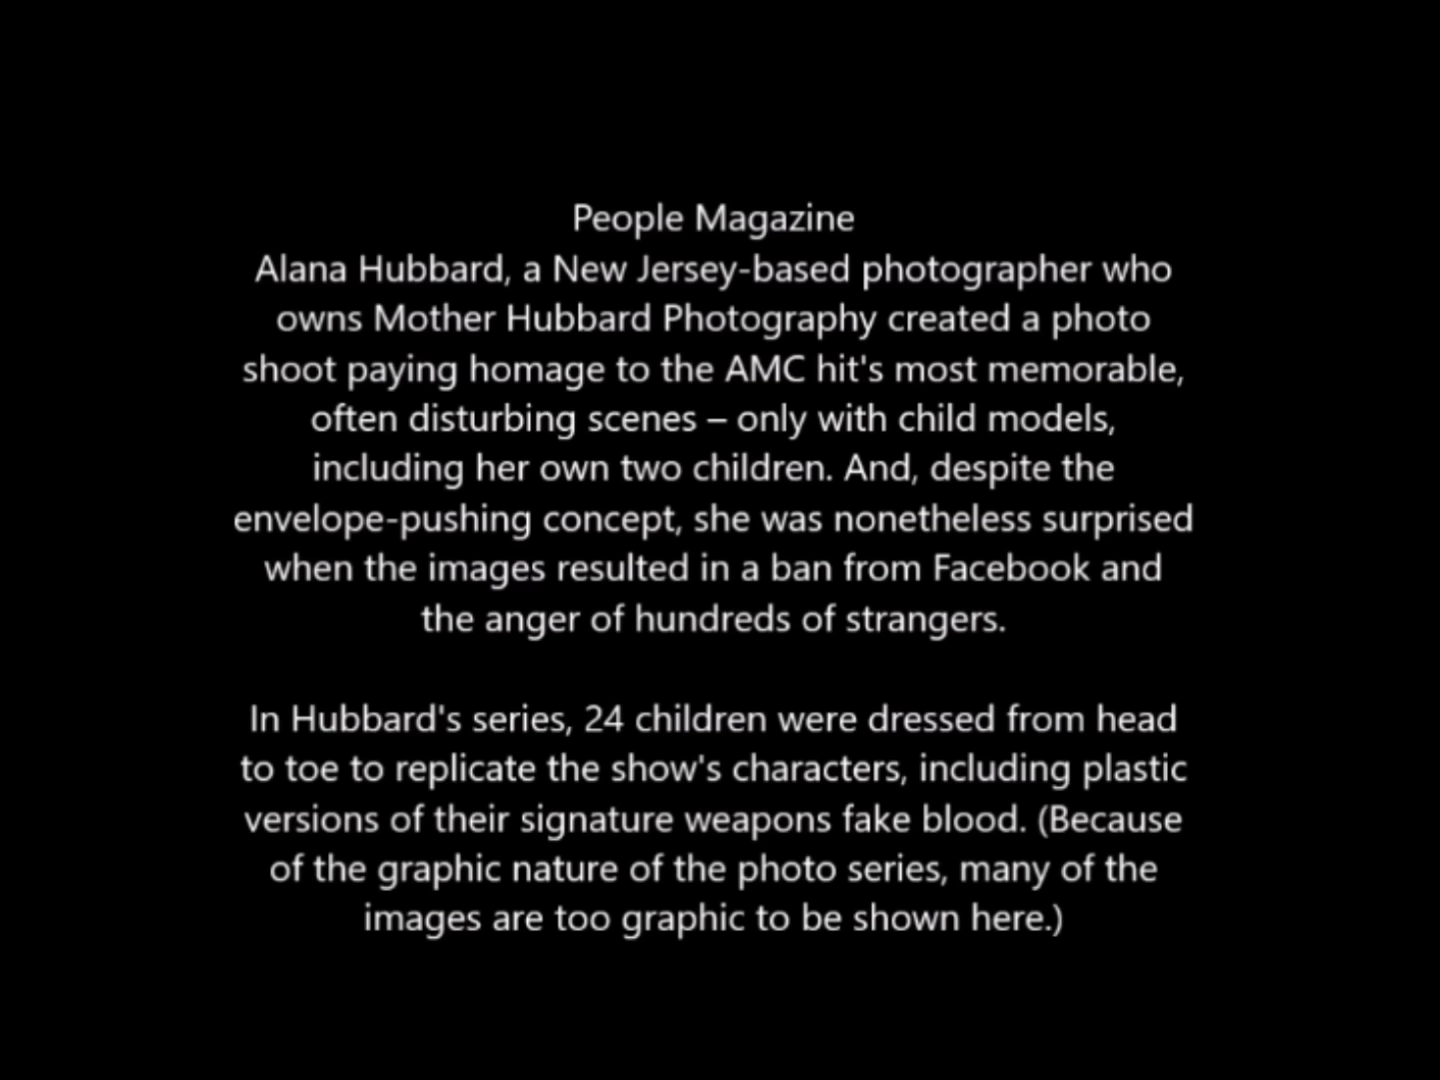 People Magazine
Alana Hubbard, a New Jersey-based photographer who
owns Mother Hubbard Photography created a photo
shoot paying homage to the AMC hit's most memorable,
often disturbing scenes – only with child models,
including her own two children. And, despite the
envelope-pushing concept, she was nonetheless surprised
when the images resulted in a ban from Facebook and
the anger of hundreds of strangers.
In Hubbard's series, 24 children were dressed from head
to toe to replicate the show's characters, including plastic
versions of their signature weapons fake blood. (Because
of the graphic nature of the photo series, many of the
images are too graphic to be shown here.)